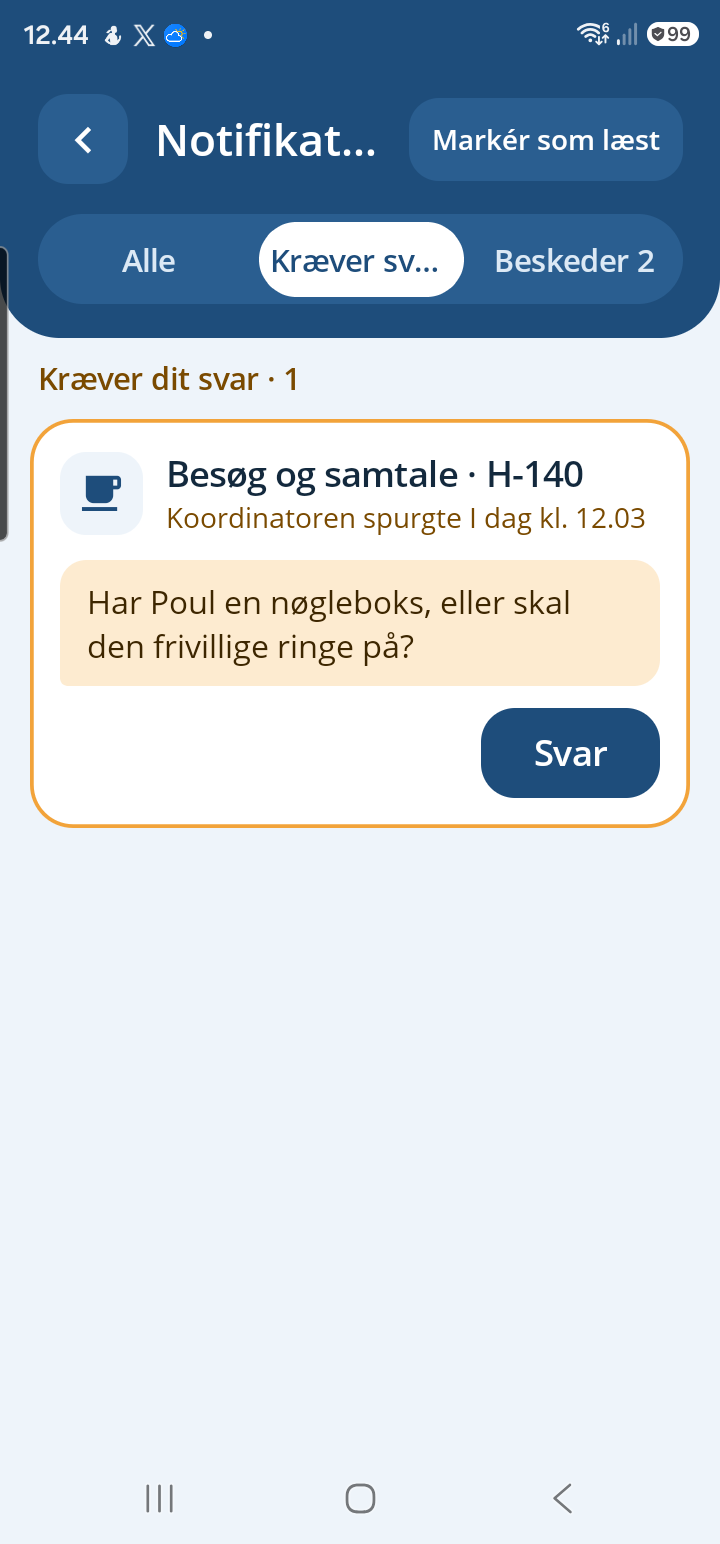 12.44
99
Notifikat...
Markér som læst
Alle
Kræver sv...
Beskeder 2
Kræver dit svar · 1
Besøg og samtale · H-140
Koordinatoren spurgte I dag kl. 12.03
Har Poul en nøgleboks, eller skal
den frivillige ringe på?
Svar